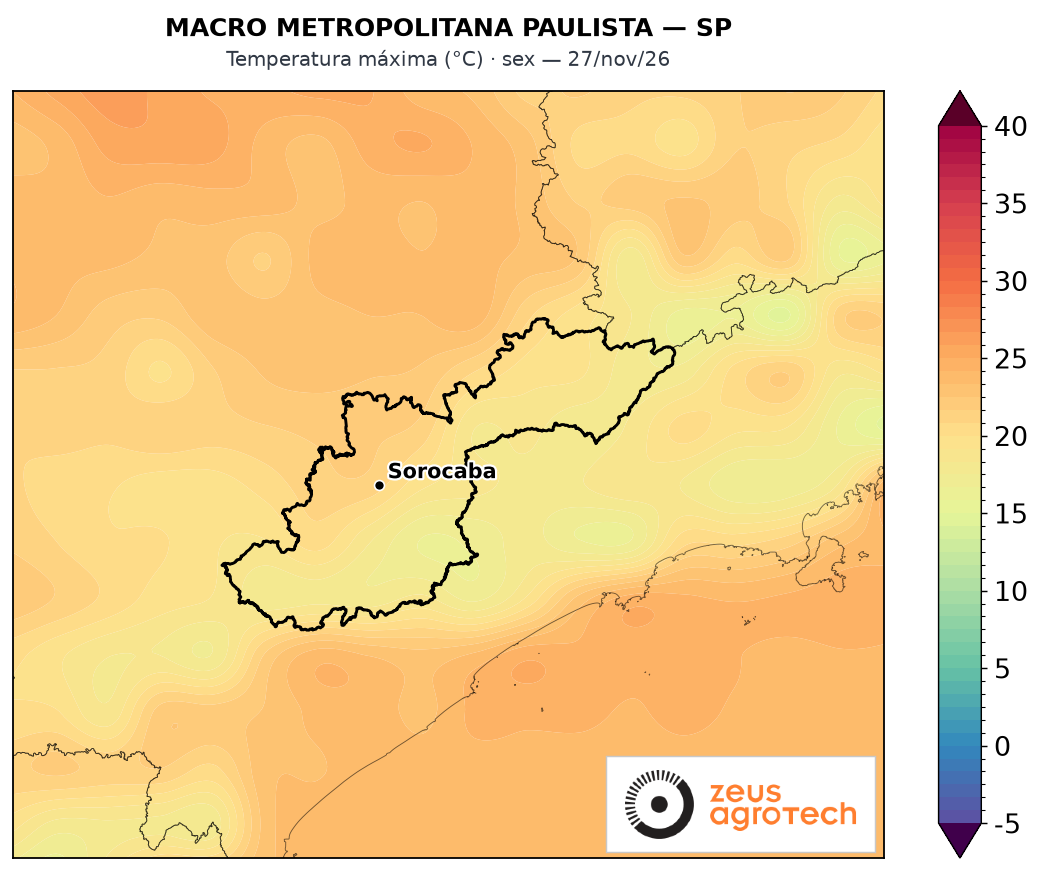 MACRO METROPOLITANA PAULISTA — SP
Temperatura máxima (°C) · sex — 27/nov/26
40
35
30
25
20
15
10
5
0
-5
Sorocaba
zeus
agrotech